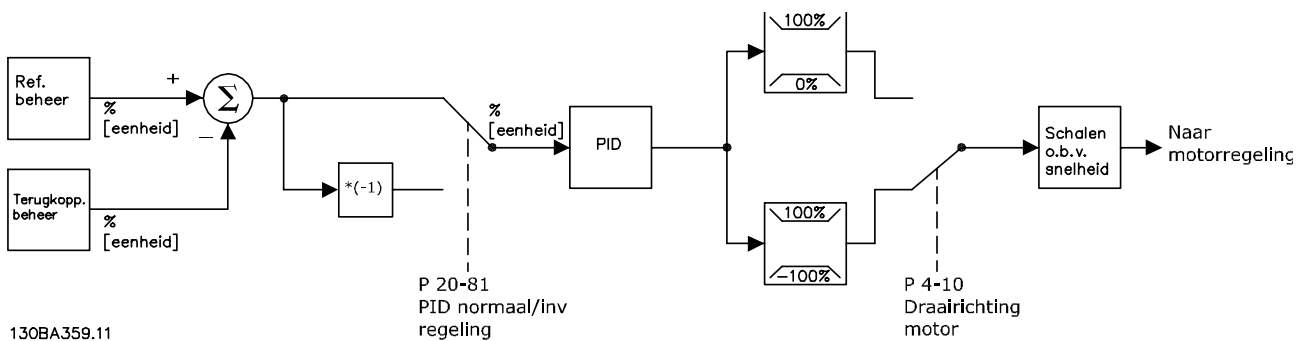 Ref.
beheer
%
[eenheid]
+
Σ
_
Terugkopp.
beheer
%
[eenheid]
*(-1)
%
[eenheid]
P 20-81
PID normaal/inv
regeling
PID
100%
0%
100%
-100%
P 4-10
Draairichting
motor
Schalen
o.b.v.
snelheid
Naar
motorregeling
130BA359.11